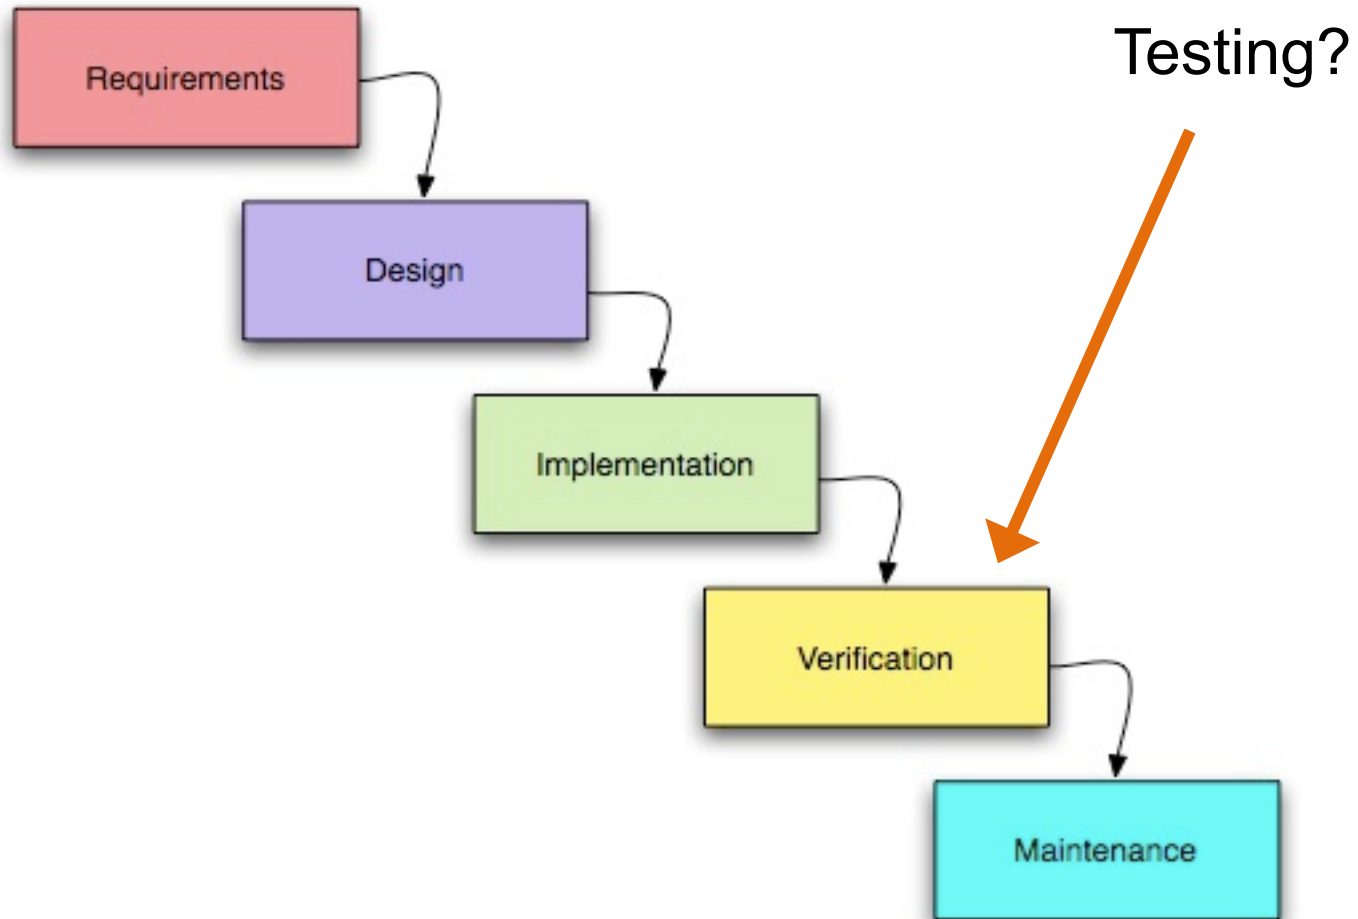 Testing?
Requirements
Design
Implementation
Verification
Maintenance